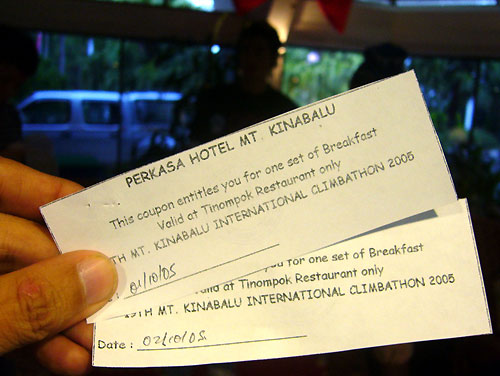 PERKASA HOTEL MT. KINABALU
This coupon entitles you for one set of Breakfast
Valid at Tinompok Restaurant only
TH MT. KINABALU INTERNATIONAL CLIMBATHON 2005
: 01/10/05
you for one set of Breakfast
Valid at Tinompok Restaurant only
19TH MT. KINABALU INTERNATIONAL CLIMBATHON 2005
Date : 02/10/05